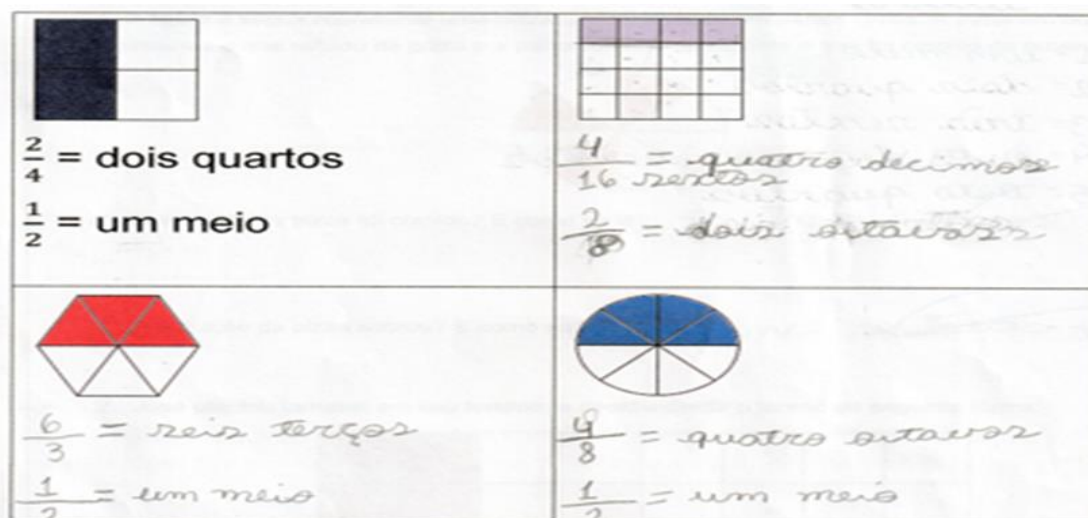 2/4 = dois quartos
1/2 = um meio
4/16 = quatro decimos
sextos
2/8 = dois oitavos
6/3 = seis terços
1/2 = um meio
4/8 = quatro oitavos
1/2 = um meio